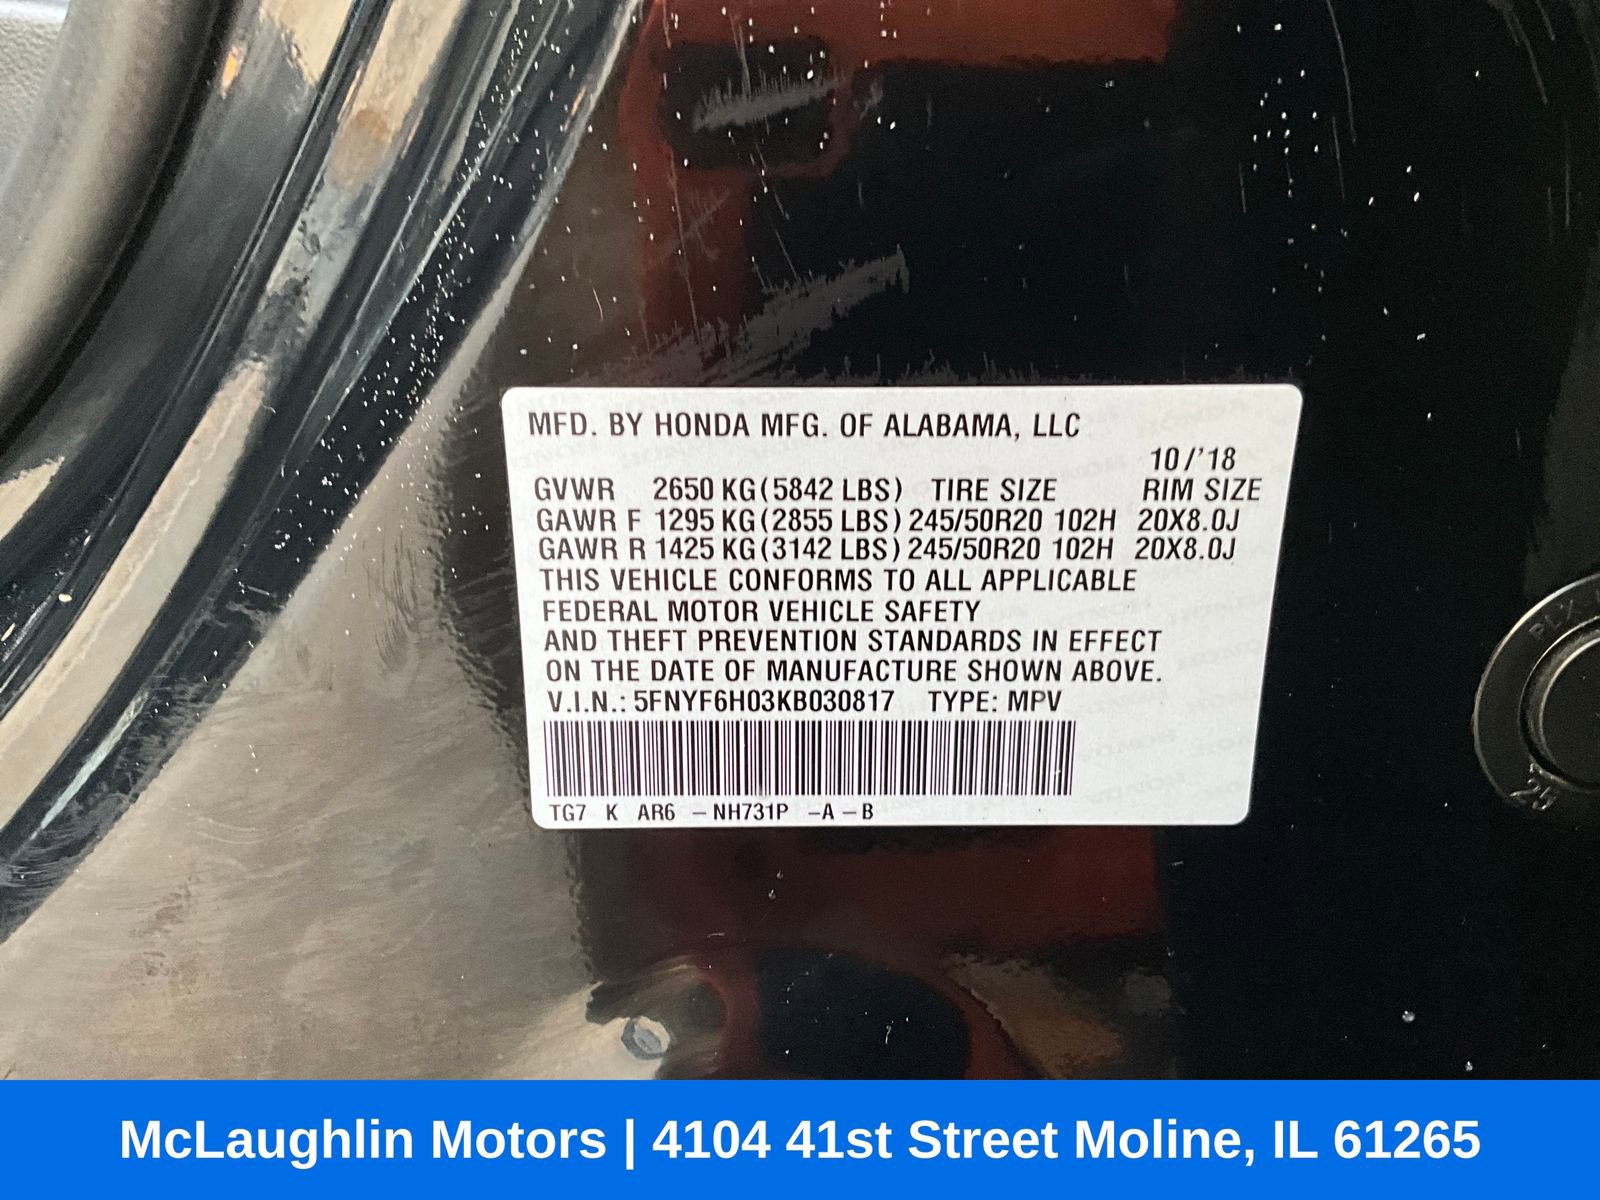 MFD. BY HONDA MFG. OF ALABAMA, LLC
10/'18
GVWR 2650 KG(5842 LBS) TIRE SIZE RIM SIZE
GAWR F 1295 KG(2855 LBS) 245/50R20 102H 20X8.0J
GAWR R 1425 KG(3142 LBS) 245/50R20 102H 20X8.0J
THIS VEHICLE CONFORMS TO ALL APPLICABLE
FEDERAL MOTOR VEHICLE SAFETY
AND THEFT PREVENTION STANDARDS IN EFFECT
ON THE DATE OF MANUFACTURE SHOWN ABOVE.
V.I.N.: 5FNYF6H03KB030817 TYPE: MPV
TG7 K AR6 –NH731P –A–B
McLaughlin Motors | 4104 41st Street Moline, IL 61265